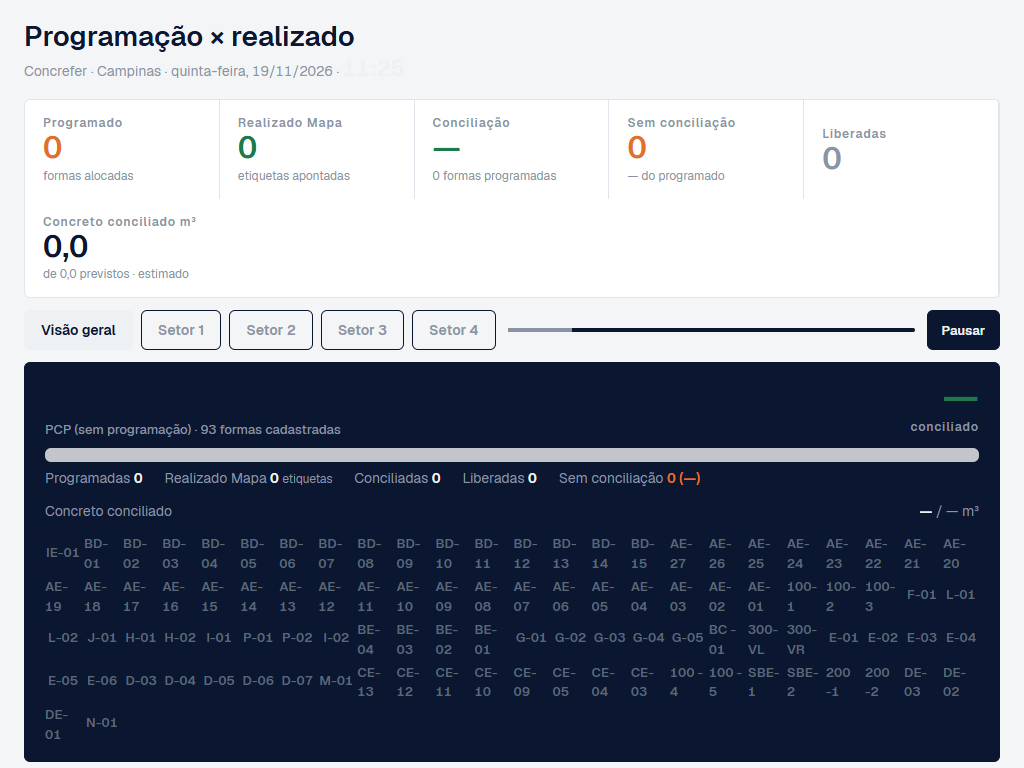 Programação × realizado
Concrefer · Campinas · quinta-feira, 19/11/2026 · 11:25
Programado
0
formas alocadas
Realizado Mapa
0
etiquetas apontadas
Conciliação
—
0 formas programadas
Sem conciliação
0
— do programado
Liberadas
0
Concreto conciliado m³
0,0
de 0,0 previstos · estimado
Visão geral Setor 1 Setor 2 Setor 3 Setor 4 Pausar
—
PCP (sem programação) · 93 formas cadastradas conciliado
Programadas 0 Realizado Mapa 0 etiquetas Conciliadas 0 Liberadas 0 Sem conciliação 0 (—)
Concreto conciliado — / — m³
IE-01 BD-01 BD-02 BD-03 BD-04 BD-05 BD-06 BD-07 BD-08 BD-09 BD-10 BD-11 BD-12 BD-13 BD-14 BD-15 AE-27 AE-26 AE-25 AE-24 AE-23 AE-22 AE-21 AE-20
AE-19 AE-18 AE-17 AE-16 AE-15 AE-14 AE-13 AE-12 AE-11 AE-10 AE-09 AE-08 AE-07 AE-06 AE-05 AE-04 AE-03 AE-02 AE-01 100-1 100-2 100-3 F-01 L-01
L-02 J-01 H-01 H-02 I-01 P-01 P-02 I-02 BE-04 BE-03 BE-02 BE-01 G-01 G-02 G-03 G-04 G-05 BC - 01 300-VL 300-VR E-01 E-02 E-03 E-04
E-05 E-06 D-03 D-04 D-05 D-06 D-07 M-01 CE-13 CE-12 CE-11 CE-10 CE-09 CE-05 CE-04 CE-03 100 - 4 100 - 5 SBE-1 SBE-2 200 -1 200 -2 DE-03 DE-02
DE-01 N-01